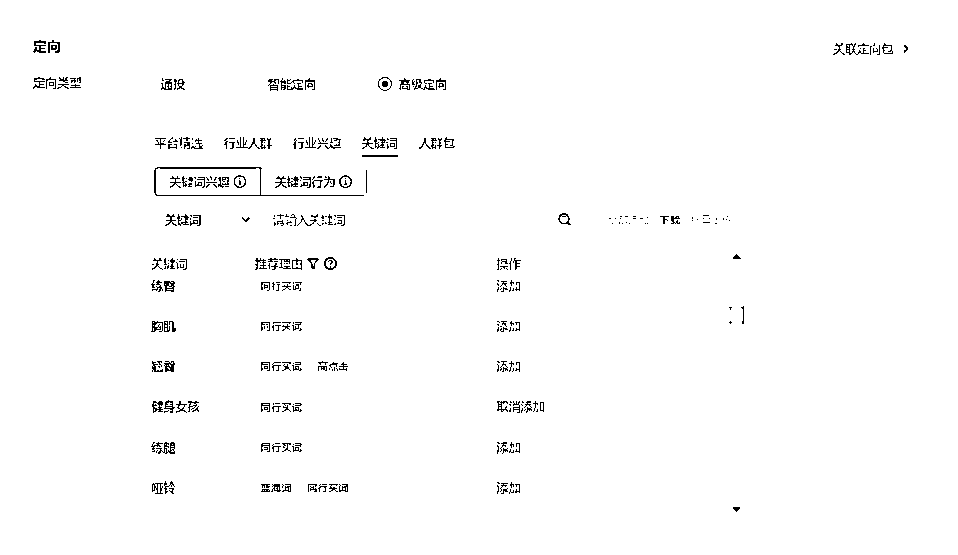 定向
关联定向包
定向类型 通投 智能定向 高级定向
平台精选 行业人群 行业兴趣 关键词 人群包
关键词兴趣 关键词行为
关键词 请输入关键词 下载
关键词 推荐理由 操作
练臀 同行买词 添加
胸肌 同行买词 添加
翘臀 同行买词 高点击 添加
健身女孩 同行买词 取消添加
练腿 同行买词 添加
哑铃 蓝海词 同行买词 添加